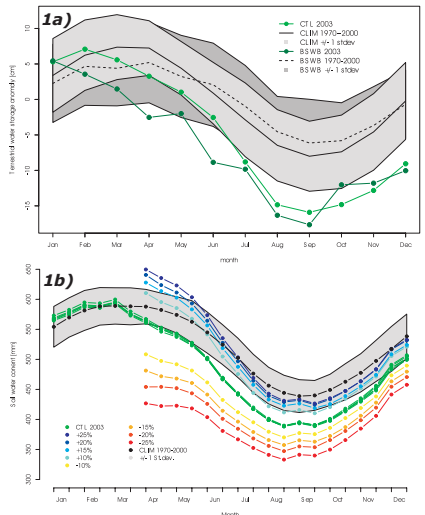 1a)
CTL 2003
CLIM 1970-2000
CLIM +/- 1 stdev
BSWB 2003
BSWB 1970-2000
BSWB +/- 1 stdev
Terrestrial water storage anomaly [cm]
10
5
0
-5
-10
-15
Jan Feb Mar Apr May Jun Jul Aug Sep Oct Nov Dec
month
1b)
Soil water content [mm]
650
600
550
500
450
400
350
300
CTL 2003 -15%
+25% -20%
+20% -25%
+15% CLIM 1970-2000
+10% +/- 1 Stdev.
-10%
Jan Feb Mar Apr May Jun Jul Aug Sep Oct Nov Dec
Month